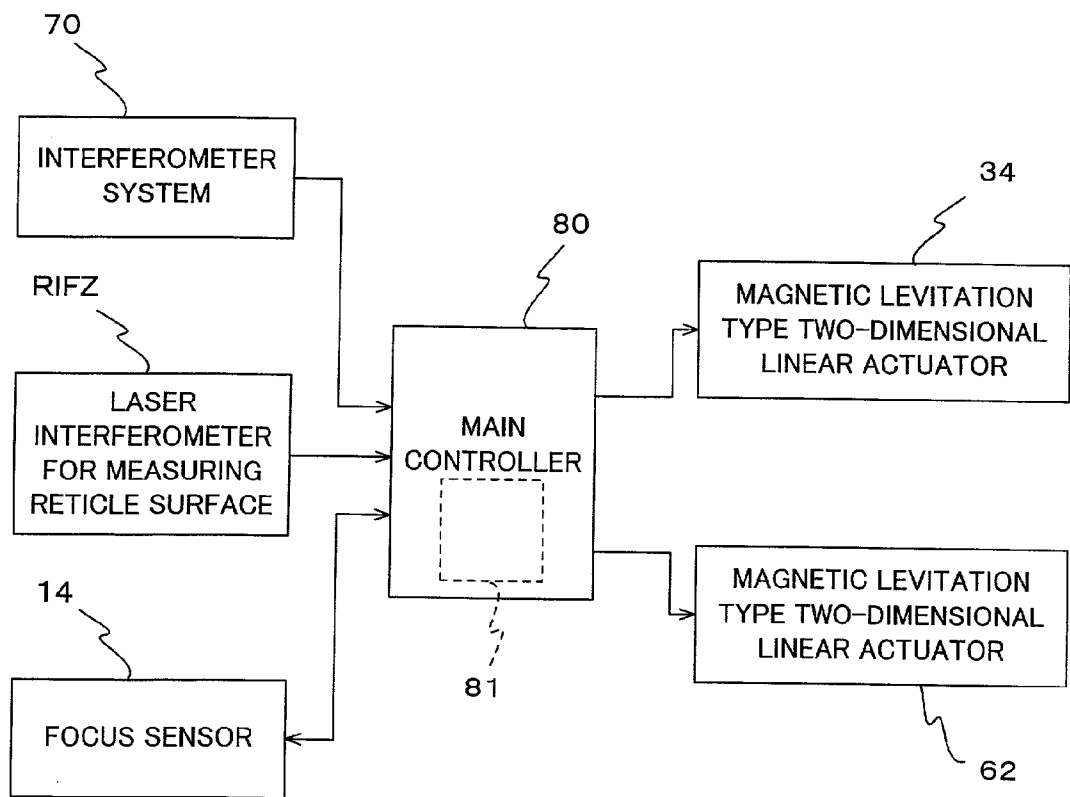 70
INTERFEROMETER
SYSTEM
RIFZ
LASER
INTERFEROMETER
FOR MEASURING
RETICLE SURFACE
14
FOCUS SENSOR
80
MAIN
CONTROLLER
81
34
MAGNETIC LEVITATION
TYPE TWO-DIMENSIONAL
LINEAR ACTUATOR
MAGNETIC LEVITATION
TYPE TWO-DIMENSIONAL
LINEAR ACTUATOR
62